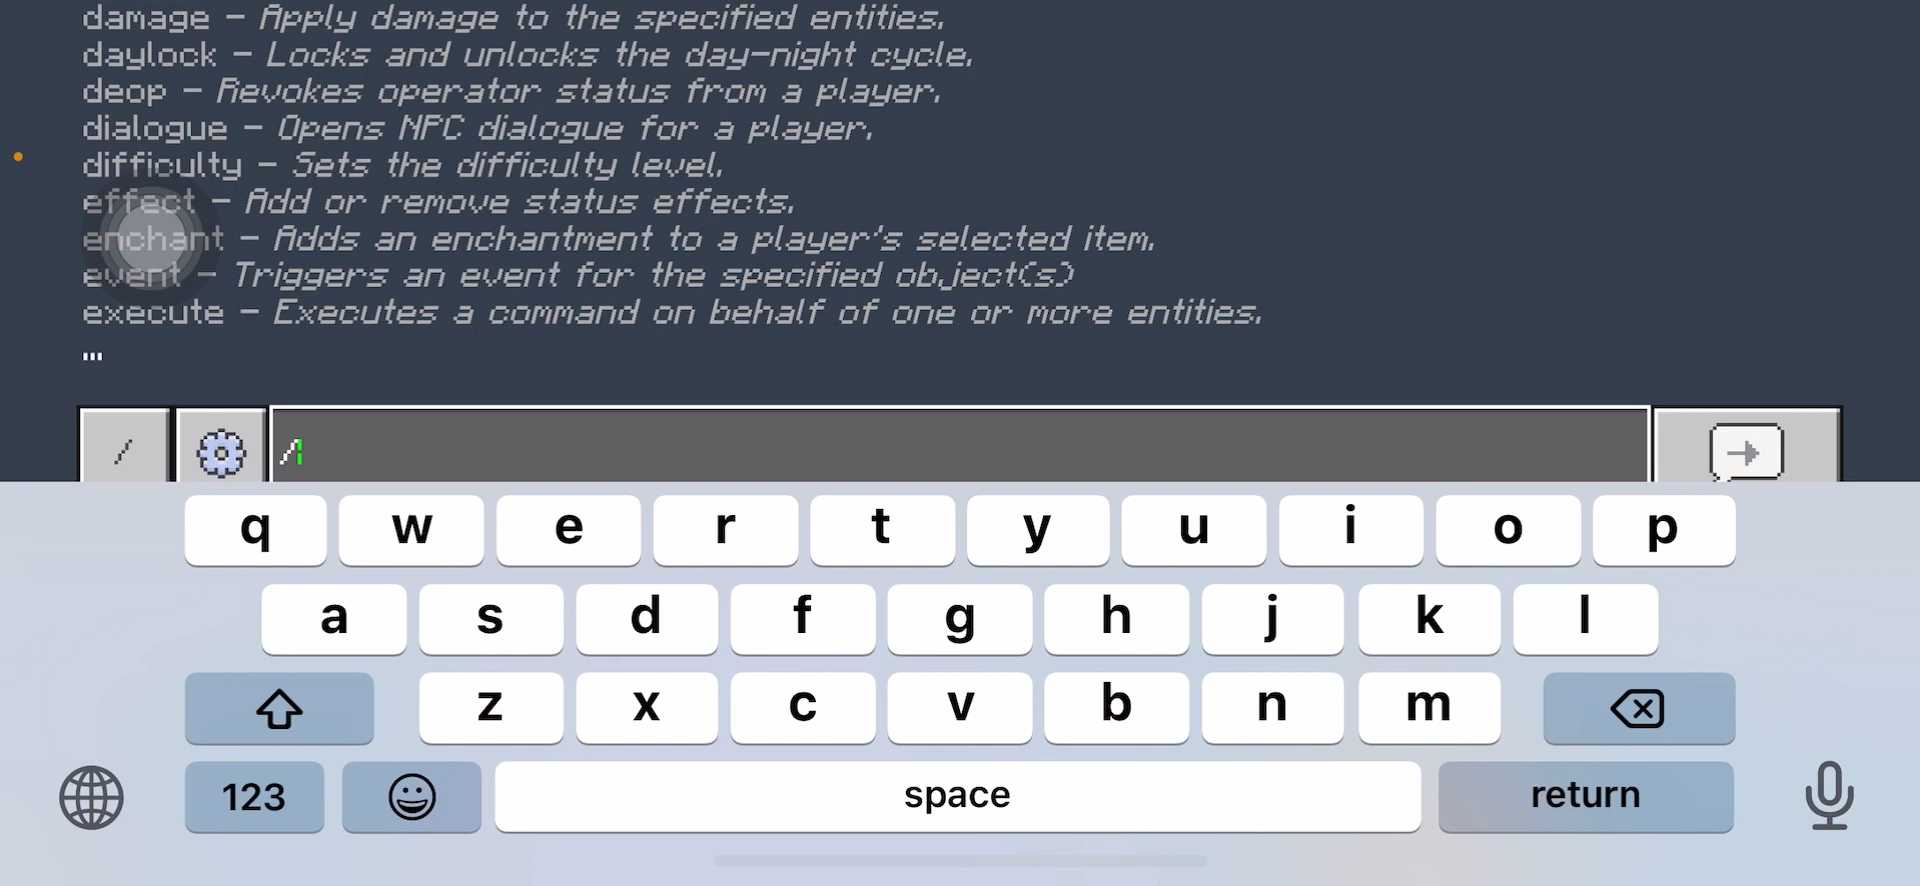 damage – Apply damage to the specified entities.
daylock – Locks and unlocks the day-night cycle.
deop – Revokes operator status from a player.
dialogue – Opens NPC dialogue for a player.
difficulty – Sets the difficulty level.
effect – Add or remove status effects.
enchant – Adds an enchantment to a player's selected item.
event – Triggers an event for the specified object(s)
execute – Executes a command on behalf of one or more entities.
...
/ /
q w e r t y u i o p
a s d f g h j k l
z x c v b n m
123 space return